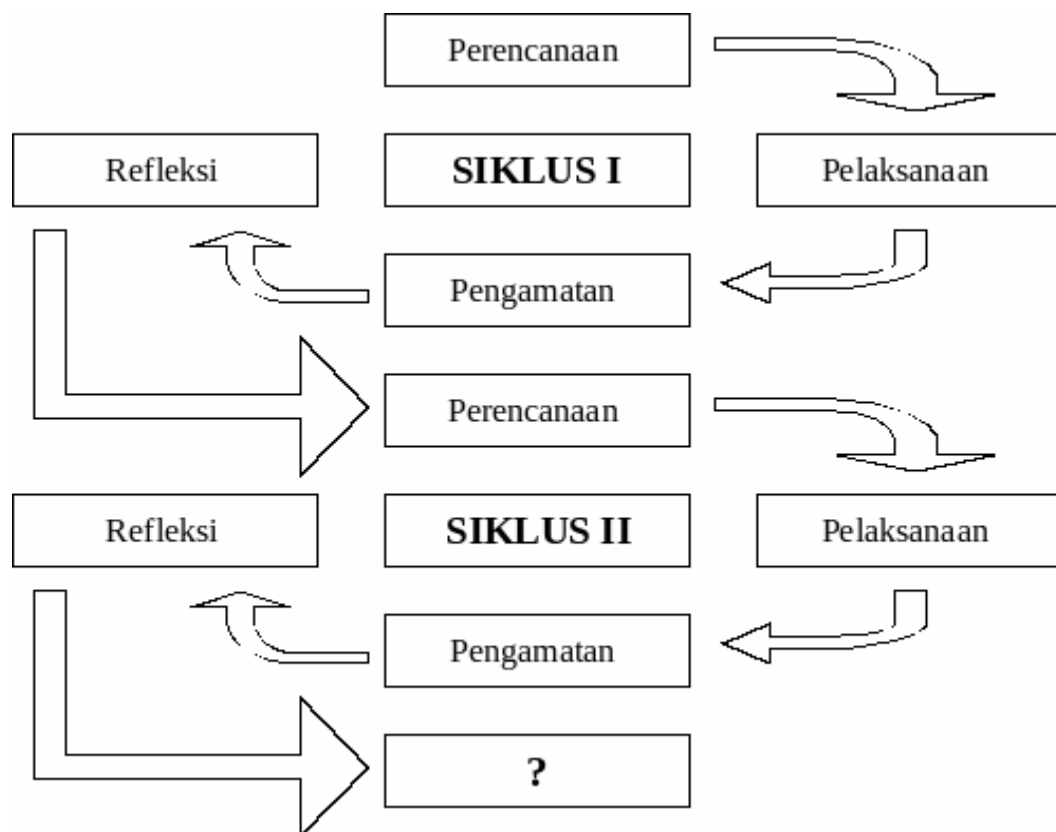 Perencanaan
Refleksi
SIKLUS I
Pelaksanaan
Pengamatan
Perencanaan
Refleksi
SIKLUS II
Pelaksanaan
Pengamatan
?